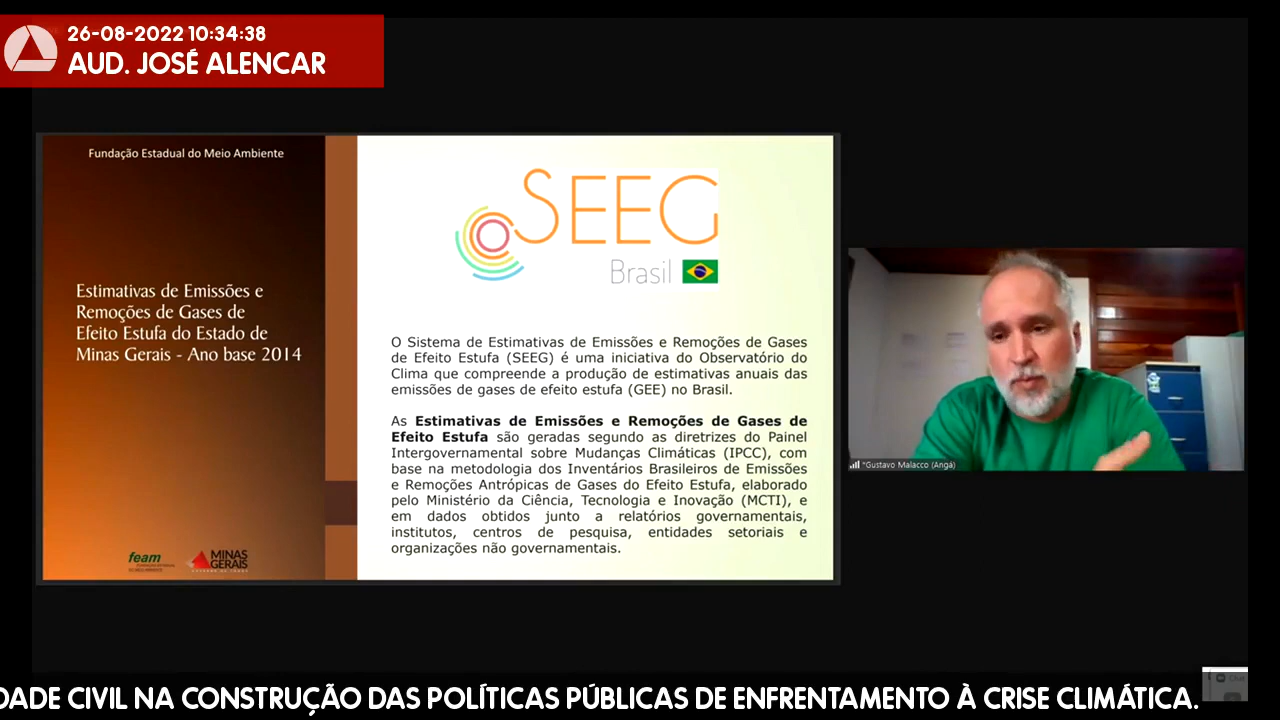 26-08-2022 10:34:38
AUD. JOSÉ ALENCAR
Fundação Estadual do Meio Ambiente
Estimativas de Emissões e
Remoções de Gases de
Efeito Estufa do Estado de
Minas Gerais - Ano base 2014
feam
MINAS
GERAIS
SEEG
Brasil
O Sistema de Estimativas de Emissões e Remoções de Gases
de Efeito Estufa (SEEG) é uma iniciativa do Observatório do
Clima que compreende a produção de estimativas anuais das
emissões de gases de efeito estufa (GEE) no Brasil.
As Estimativas de Emissões e Remoções de Gases de
Efeito Estufa são geradas segundo as diretrizes do Painel
Intergovernamental sobre Mudanças Climáticas (IPCC), com
base na metodologia dos Inventários Brasileiros de Emissões
e Remoções Antrópicas de Gases do Efeito Estufa, elaborado
pelo Ministério da Ciência, Tecnologia e Inovação (MCTI), e
em dados obtidos junto a relatórios governamentais,
institutos, centros de pesquisa, entidades setoriais e
organizações não governamentais.
*Gustavo Malacco (Angá)
DADE CIVIL NA CONSTRUÇÃO DAS POLÍTICAS PÚBLICAS DE ENFRENTAMENTO À CRISE CLIMÁTICA.